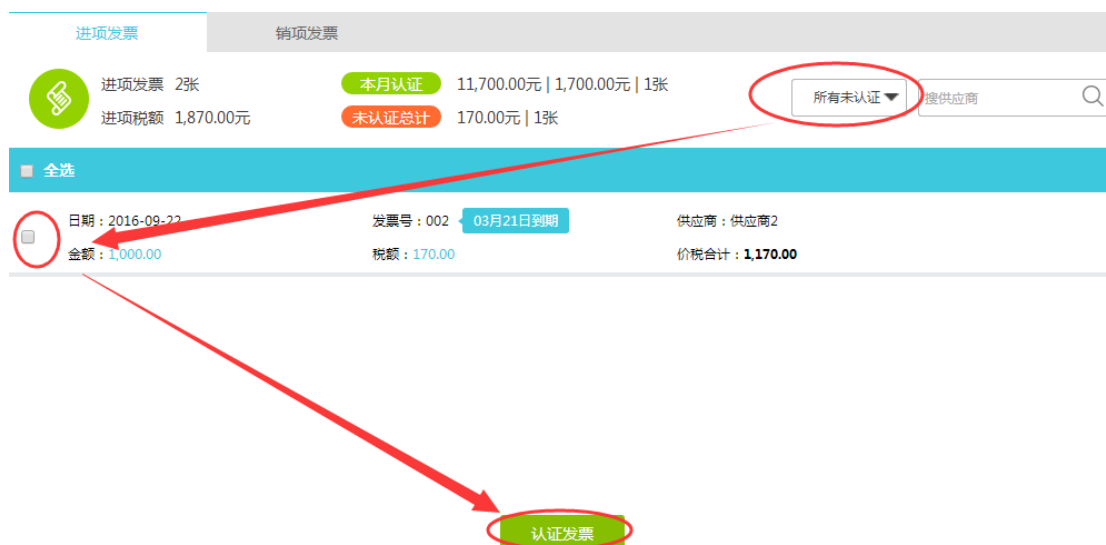 进项发票 销项发票
进项发票 2张 本月认证 11,700.00元 | 1,700.00元 | 1张
进项税额 1,870.00元 未认证总计 170.00元 | 1张
所有未认证 搜供应商
全选
日期：2016-09-22 发票号：002 03月21日到期 供应商：供应商2
金额：1,000.00 税额：170.00 价税合计：1,170.00
认证发票